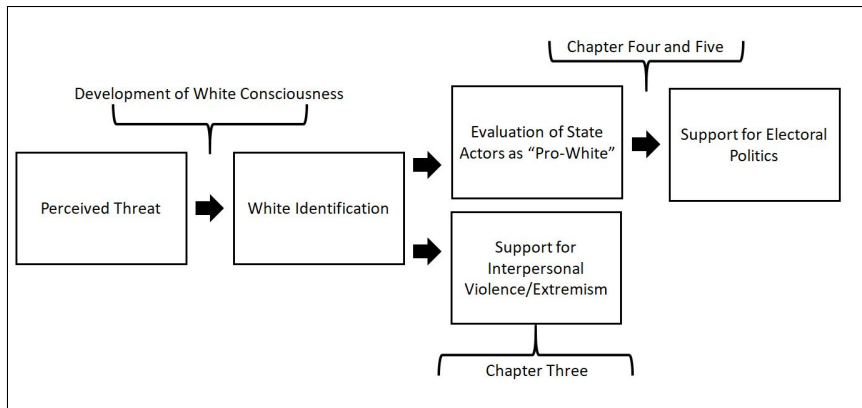 Chapter Four and Five
Development of White Consciousness
Perceived Threat
White Identification
Evaluation of State
Actors as “Pro-White”
Support for Electoral
Politics
Support for
Interpersonal
Violence/Extremism
Chapter Three